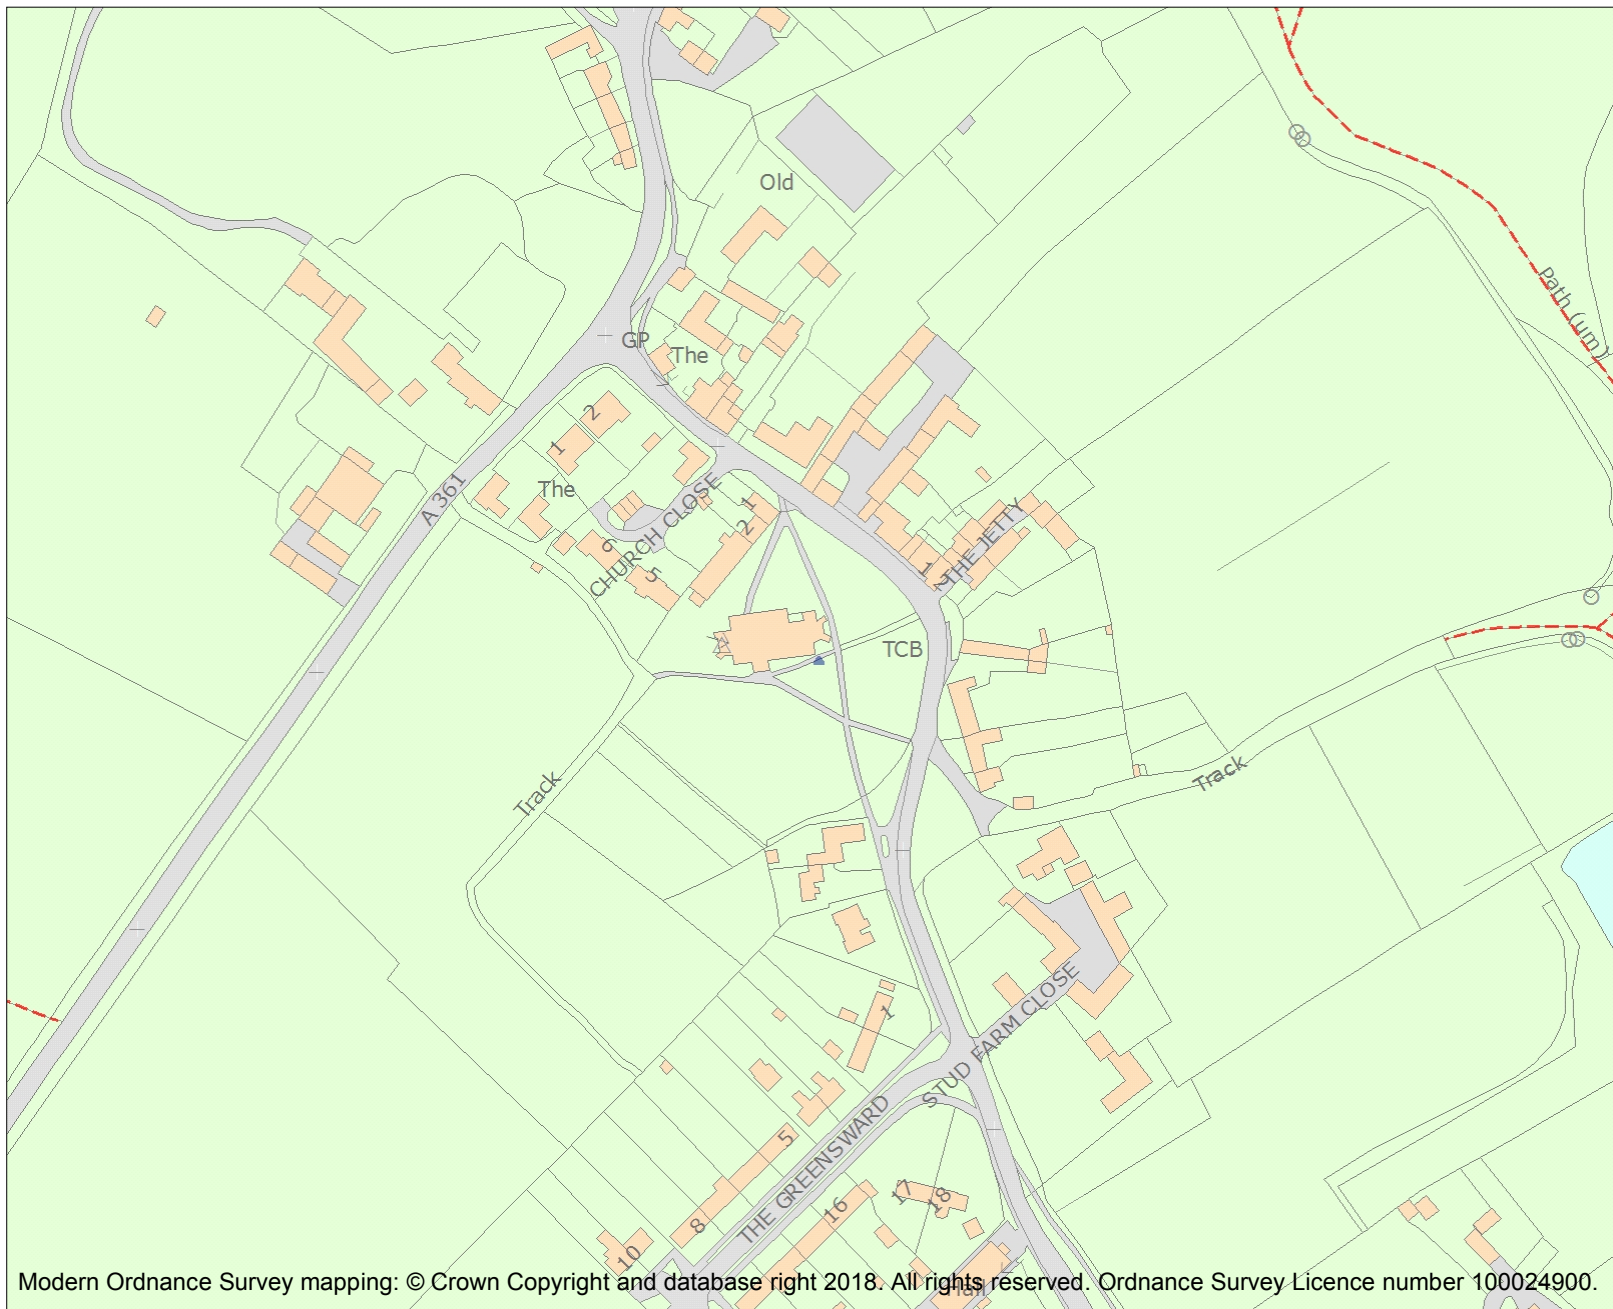 Old
Path (um)
GP
The
2
1
The
A 361
CHURCH CLOSE
1
2
6
5
THE JETTY
1
2
TCB
Track
Track
STUD FARM CLOSE
1
5
THE GREENSWARD
8
10
16
17
18
Hall
Modern Ordnance Survey mapping: © Crown Copyright and database right 2018. All rights reserved. Ordnance Survey Licence number 100024900.